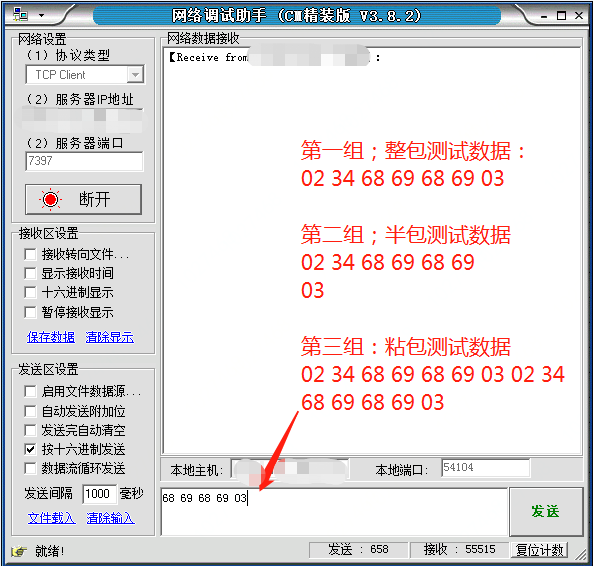 网络调试助手 (CM精装版 V3.8.2)
网络设置
(1) 协议类型
TCP Client
(2) 服务器IP地址
(2) 服务器端口
7397
断开
接收区设置
接收转向文件...
显示接收时间
十六进制显示
暂停接收显示
保存数据 清除显示
发送区设置
启用文件数据源...
自动发送附加位
发送完自动清空
按十六进制发送
数据流循环发送
发送间隔 1000 毫秒
文件载入 清除输入
网络数据接收
【Receive from :
第一组；整包测试数据：
02 34 68 69 68 69 03
第二组；半包测试数据
02 34 68 69 68 69
03
第三组：粘包测试数据
02 34 68 69 68 69 03 02 34
68 69 68 69 03
本地主机: 本地端口: 54104
68 69 68 69 03
发送
就绪! 发送 : 658 接收 : 55515 复位计数